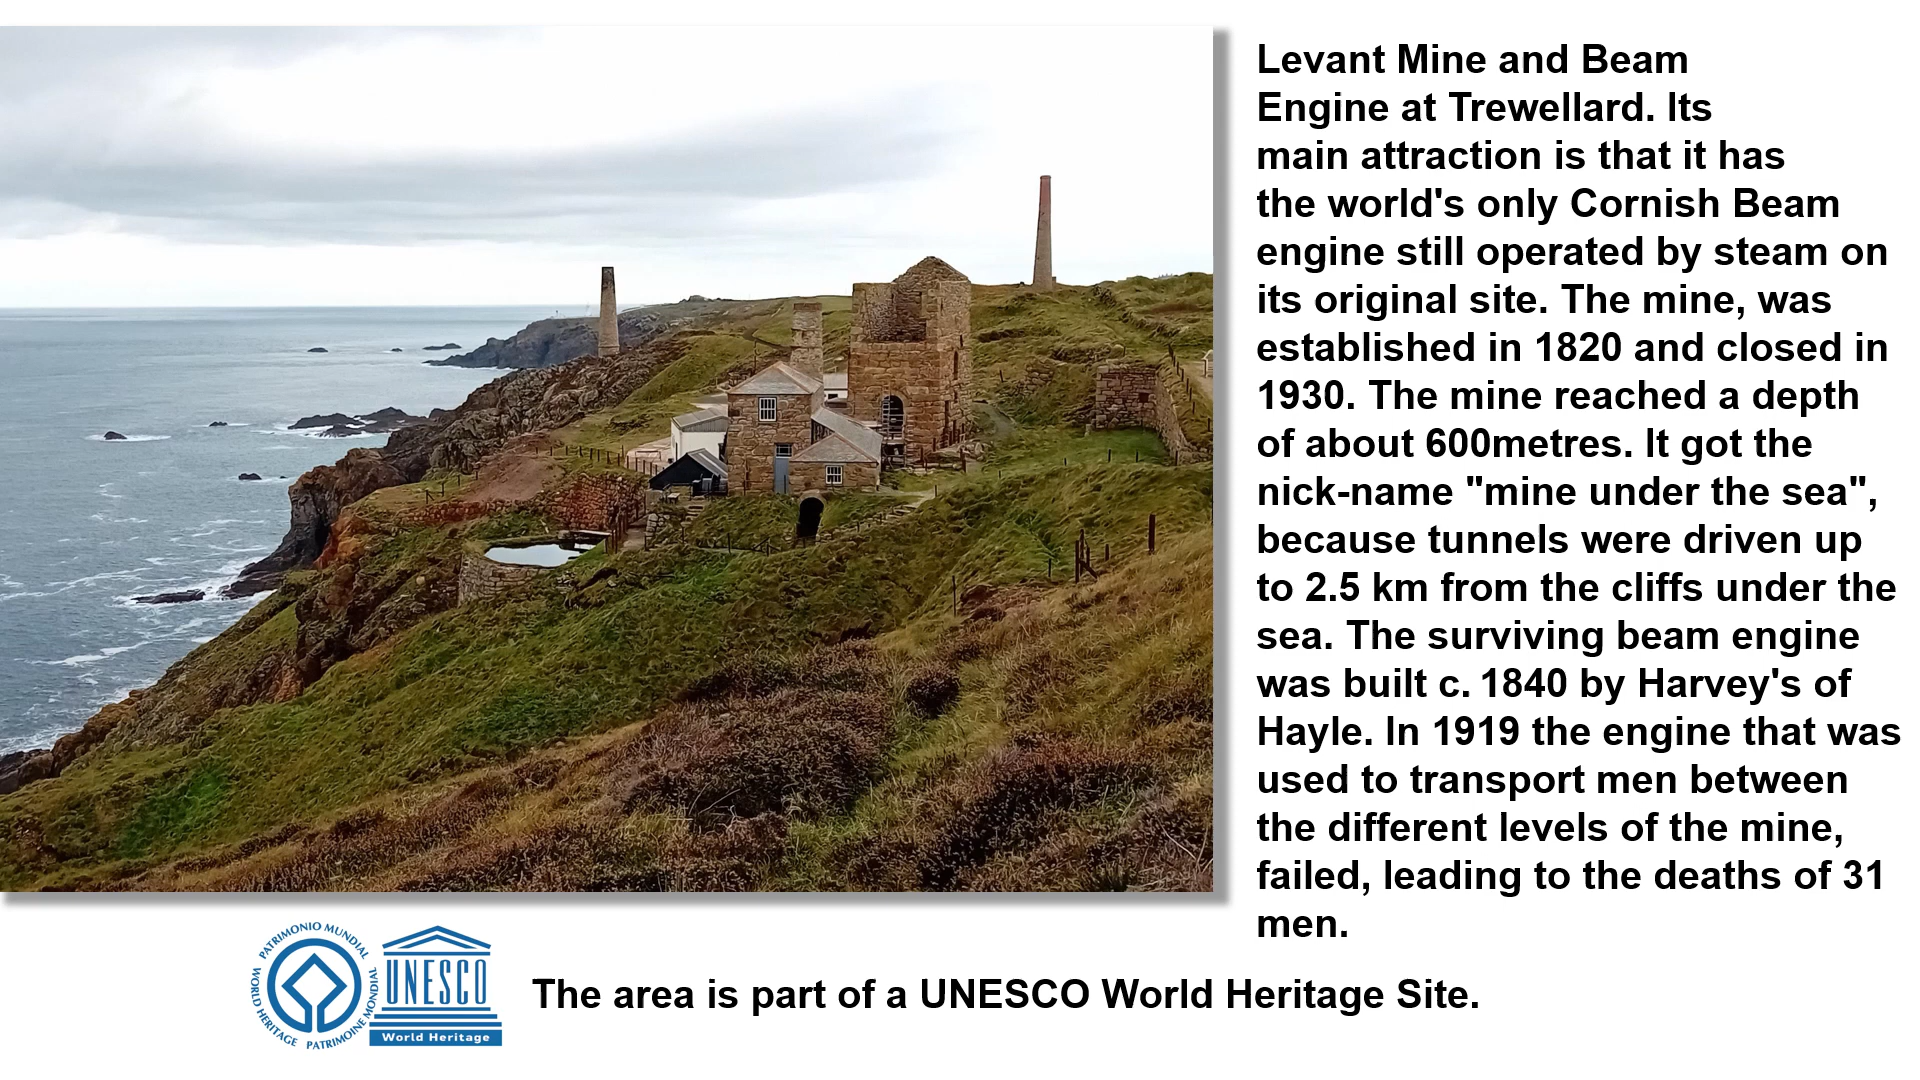 Levant Mine and Beam
Engine at Trewellard. Its
main attraction is that it has
the world's only Cornish Beam
engine still operated by steam on
its original site. The mine, was
established in 1820 and closed in
1930. The mine reached a depth
of about 600metres. It got the
nick-name "mine under the sea",
because tunnels were driven up
to 2.5 km from the cliffs under the
sea. The surviving beam engine
was built c. 1840 by Harvey's of
Hayle. In 1919 the engine that was
used to transport men between
the different levels of the mine,
failed, leading to the deaths of 31
men.
PATRIMONIO MUNDIAL
WORLD HERITAGE
PATRIMOINE MONDIAL
UNESCO
World Heritage
The area is part of a UNESCO World Heritage Site.